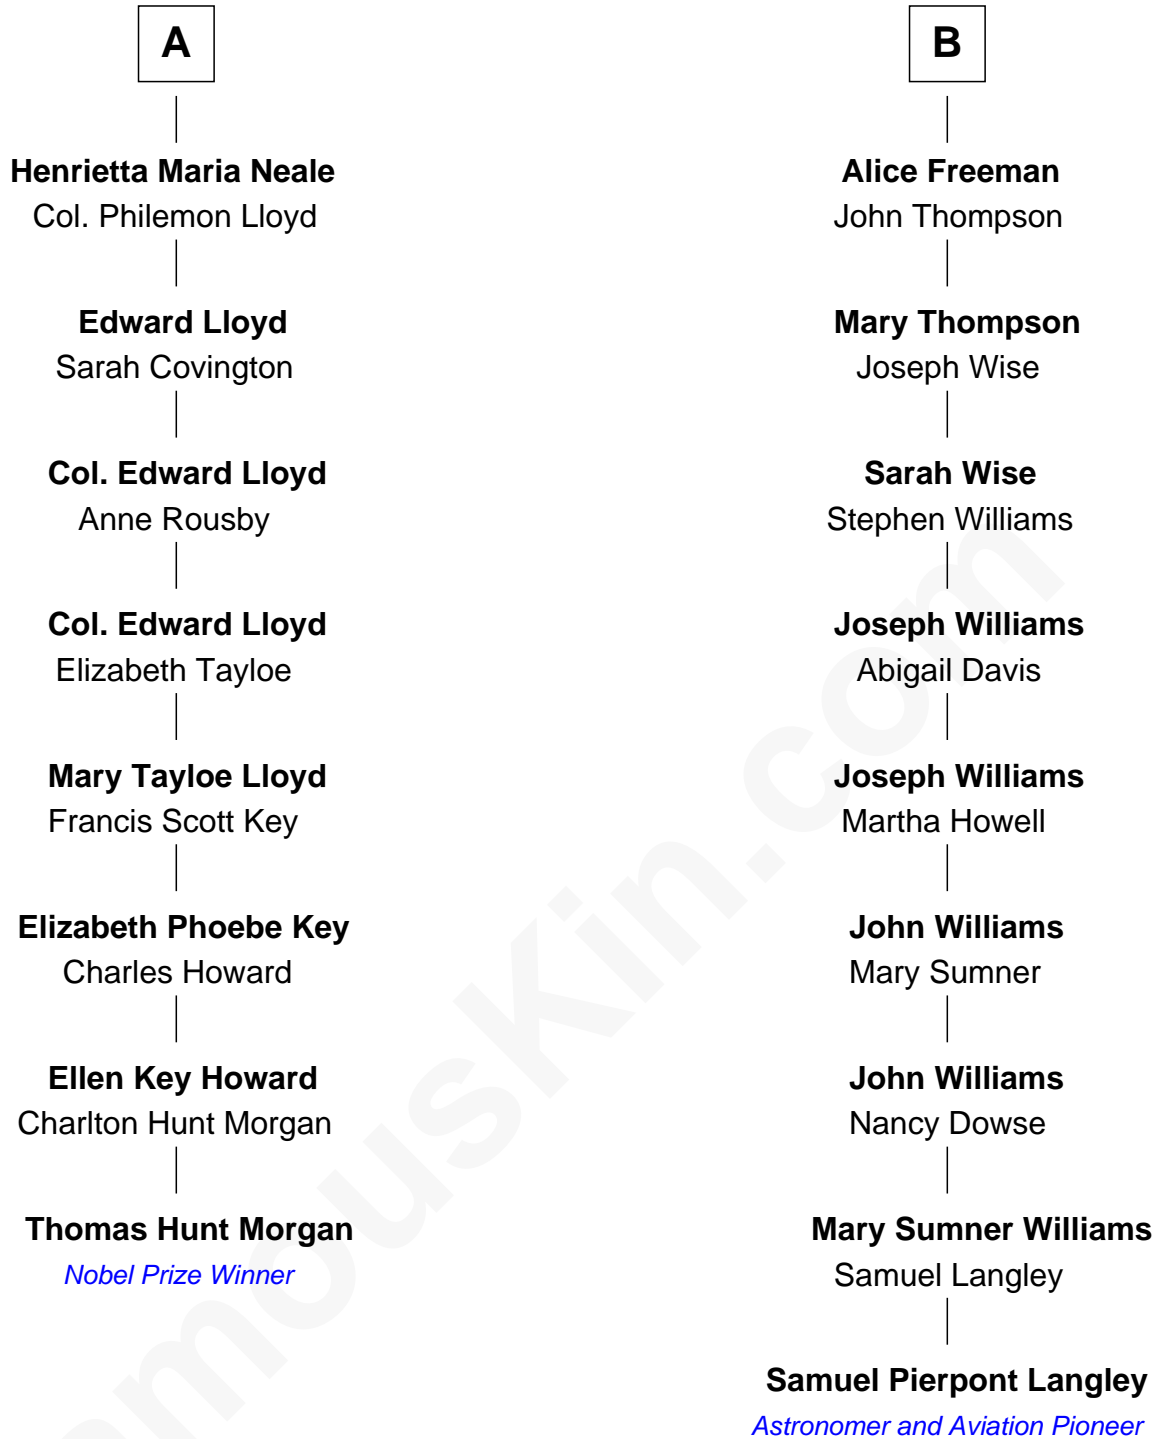 A
Henrietta Maria Neale
Col. Philemon Lloyd
Edward Lloyd
Sarah Covington
Col. Edward Lloyd
Anne Rousby
Col. Edward Lloyd
Elizabeth Tayloe
Mary Tayloe Lloyd
Francis Scott Key
Elizabeth Phoebe Key
Charles Howard
Ellen Key Howard
Charlton Hunt Morgan
Thomas Hunt Morgan
Nobel Prize Winner
B
Alice Freeman
John Thompson
Mary Thompson
Joseph Wise
Sarah Wise
Stephen Williams
Joseph Williams
Abigail Davis
Joseph Williams
Martha Howell
John Williams
Mary Sumner
John Williams
Nancy Dowse
Mary Sumner Williams
Samuel Langley
Samuel Pierpont Langley
Astronomer and Aviation Pioneer
amouskin.com